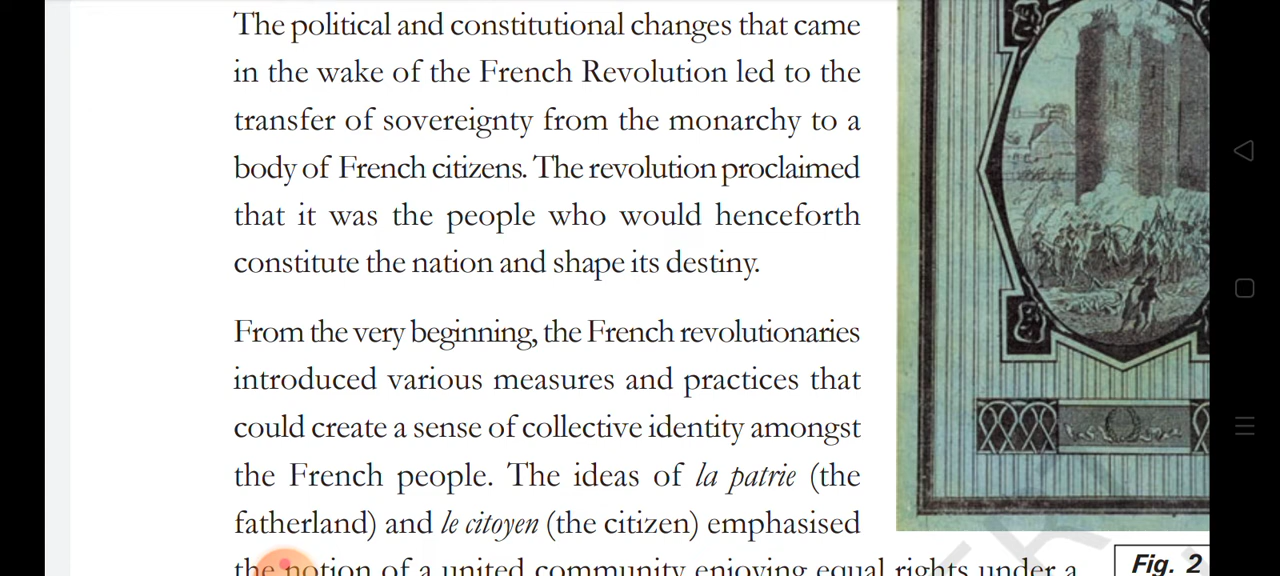 The political and constitutional changes that came
in the wake of the French Revolution led to the
transfer of sovereignty from the monarchy to a
body of French citizens. The revolution proclaimed
that it was the people who would henceforth
constitute the nation and shape its destiny.
From the very beginning, the French revolutionaries
introduced various measures and practices that
could create a sense of collective identity amongst
the French people. The ideas of la patrie (the
fatherland) and le citoyen (the citizen) emphasised
the notion of a united community enjoying equal rights under a
Fig. 2